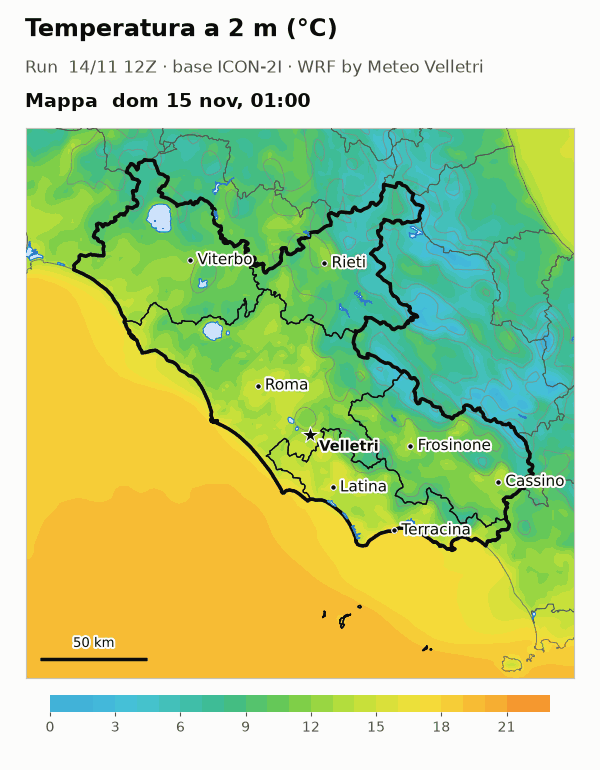 Temperatura a 2 m (°C)
Run  14/11 12Z · base ICON-2I · WRF by Meteo Velletri
Mappa  dom 15 nov, 01:00
Viterbo
Rieti
Roma
Velletri
Frosinone
Cassino
Latina
Terracina
50 km
0 3 6 9 12 15 18 21